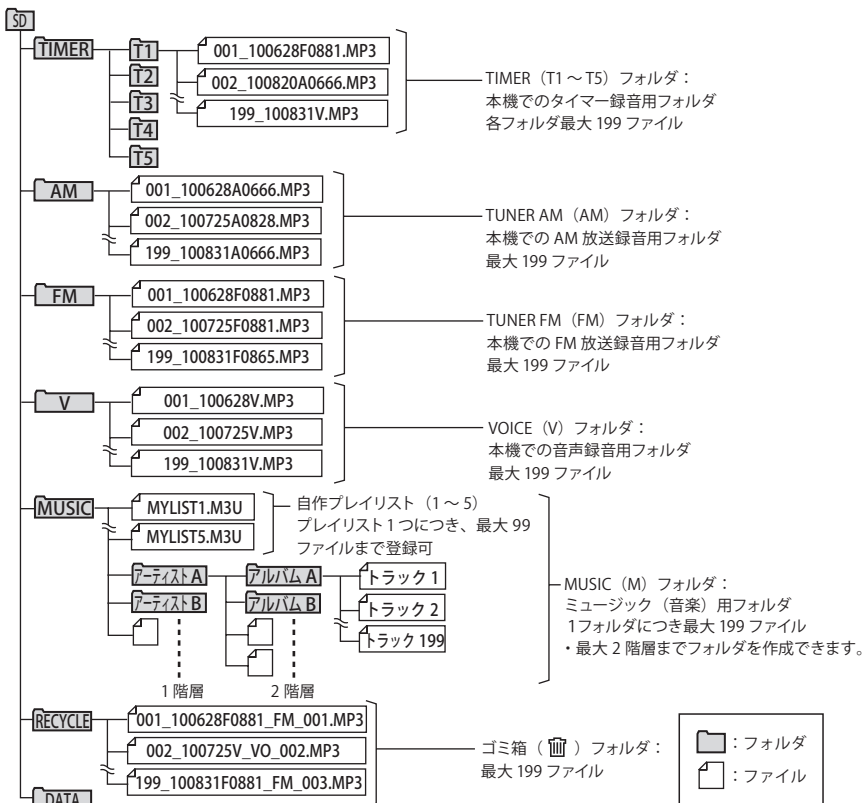 SD
TIMER
T1
T2
T3
T4
T5
001_100628F0881.MP3
002_100820A0666.MP3
199_100831V.MP3
TIMER（T1～T5）フォルダ：
本機でのタイマー録音用フォルダ
各フォルダ最大 199 ファイル
AM
001_100628A0666.MP3
002_100725A0828.MP3
199_100831A0666.MP3
TUNER AM（AM）フォルダ：
本機での AM 放送録音用フォルダ
最大 199 ファイル
FM
001_100628F0881.MP3
002_100725F0881.MP3
199_100831F0865.MP3
TUNER FM（FM）フォルダ：
本機での FM 放送録音用フォルダ
最大 199 ファイル
V
001_100628V.MP3
002_100725V.MP3
199_100831V.MP3
VOICE（V）フォルダ：
本機での音声録音用フォルダ
最大 199 ファイル
MUSIC
MYLIST1.M3U
MYLIST5.M3U
自作プレイリスト（1～5）
プレイリスト 1 つにつき、最大 99
ファイルまで登録可
アーティスト A
アーティスト B
アルバム A
アルバム B
トラック 1
トラック 2
トラック 199
1 階層
2 階層
MUSIC（M）フォルダ：
ミュージック（音楽）用フォルダ
1フォルダにつき最大 199 ファイル
・最大 2 階層までフォルダを作成できます。
RECYCLE
001_100628F0881_FM_001.MP3
002_100725V_VO_002.MP3
199_100831F0881_FM_003.MP3
ゴミ箱（ ）フォルダ：
最大 199 ファイル
DATA
：フォルダ
：ファイル